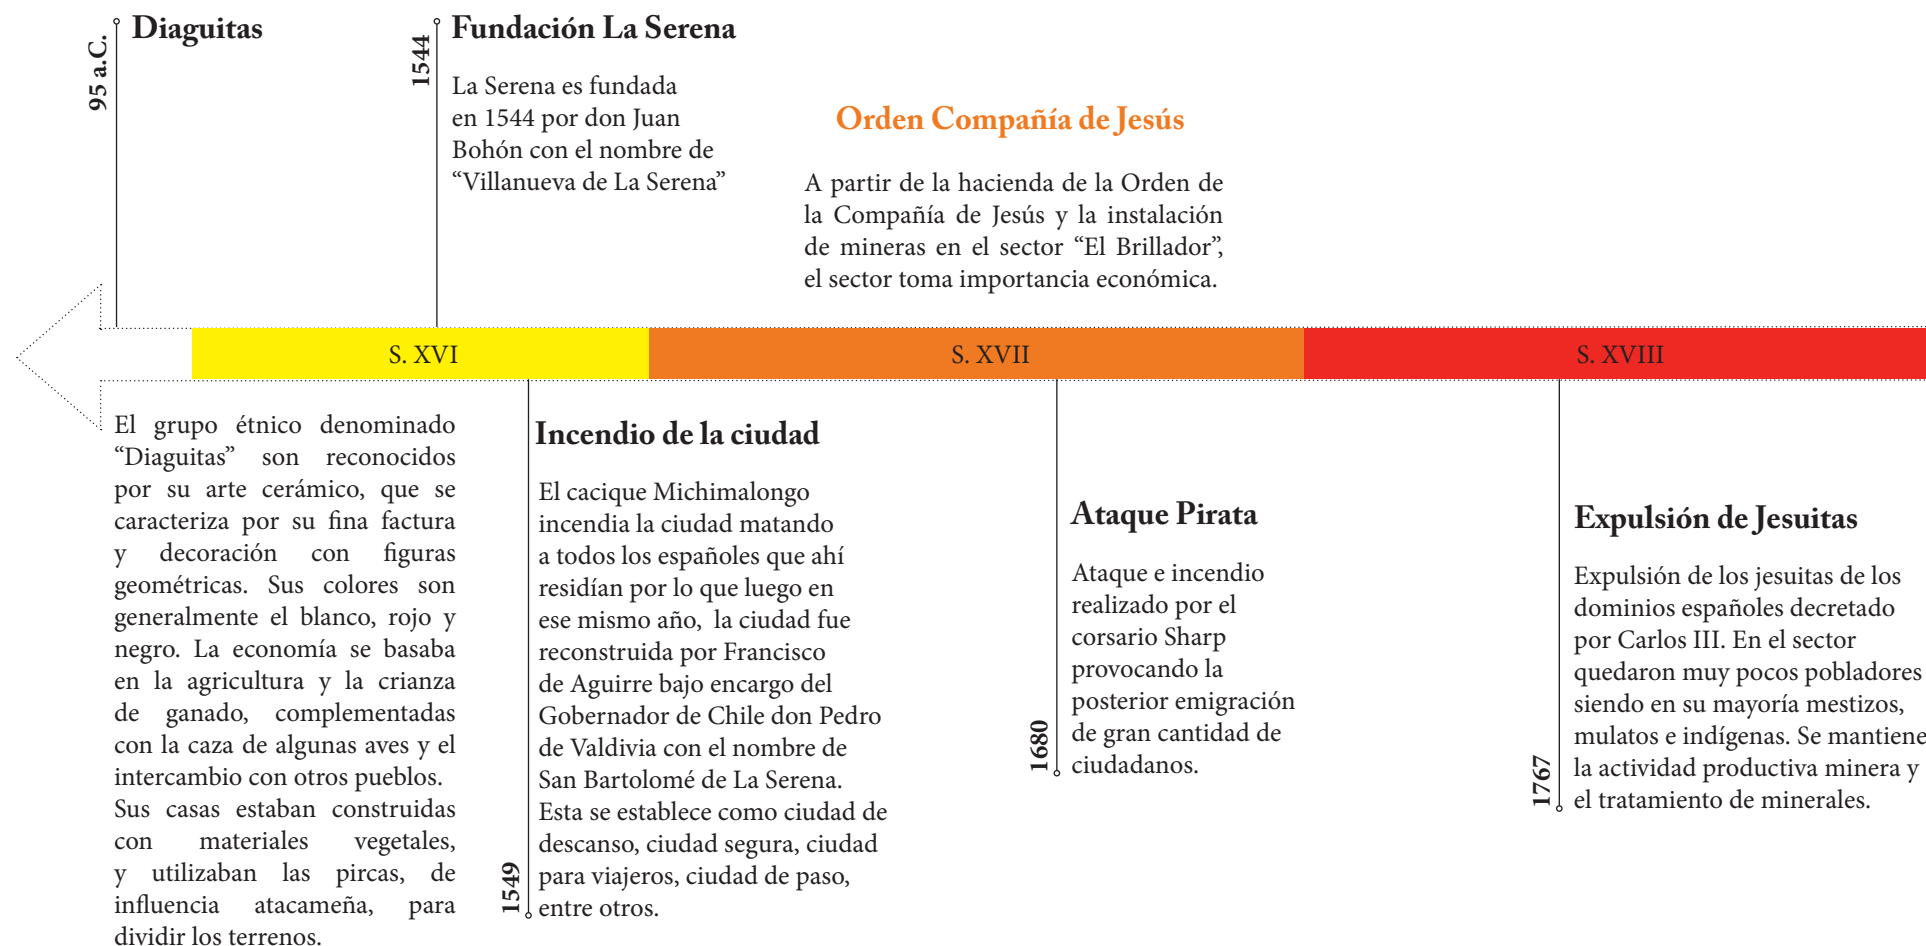 95 a.C.
Diaguitas
1544
Fundación La Serena
La Serena es fundada
en 1544 por don Juan
Bohón con el nombre de
“Villanueva de La Serena”
Orden Compañía de Jesús
A partir de la hacienda de la Orden de
la Compañía de Jesús y la instalación
de mineras en el sector “El Brillador”,
el sector toma importancia económica.
S. XVI
S. XVII
S. XVIII
El grupo étnico denominado
“Diaguitas” son reconocidos
por su arte cerámico, que se
caracteriza por su fina factura
y decoración con figuras
geométricas. Sus colores son
generalmente el blanco, rojo y
negro. La economía se basaba
en la agricultura y la crianza
de ganado, complementadas
con la caza de algunas aves y el
intercambio con otros pueblos.
Sus casas estaban construidas
con materiales vegetales,
y utilizaban las pircas, de
influencia atacameña, para
dividir los terrenos.
1549
Incendio de la ciudad
El cacique Michimalongo
incendia la ciudad matando
a todos los españoles que ahí
residían por lo que luego en
ese mismo año, la ciudad fue
reconstruida por Francisco
de Aguirre bajo encargo del
Gobernador de Chile don Pedro
de Valdivia con el nombre de
San Bartolomé de La Serena.
Esta se establece como ciudad de
descanso, ciudad segura, ciudad
para viajeros, ciudad de paso,
entre otros.
1680
Ataque Pirata
Ataque e incendio
realizado por el
corsario Sharp
provocando la
posterior emigración
de gran cantidad de
ciudadanos.
1767
Expulsión de Jesuitas
Expulsión de los jesuitas de los
dominios españoles decretado
por Carlos III. En el sector
quedaron muy pocos pobladores
siendo en su mayoría mestizos,
mulatos e indígenas. Se mantiene
la actividad productiva minera y
el tratamiento de minerales.